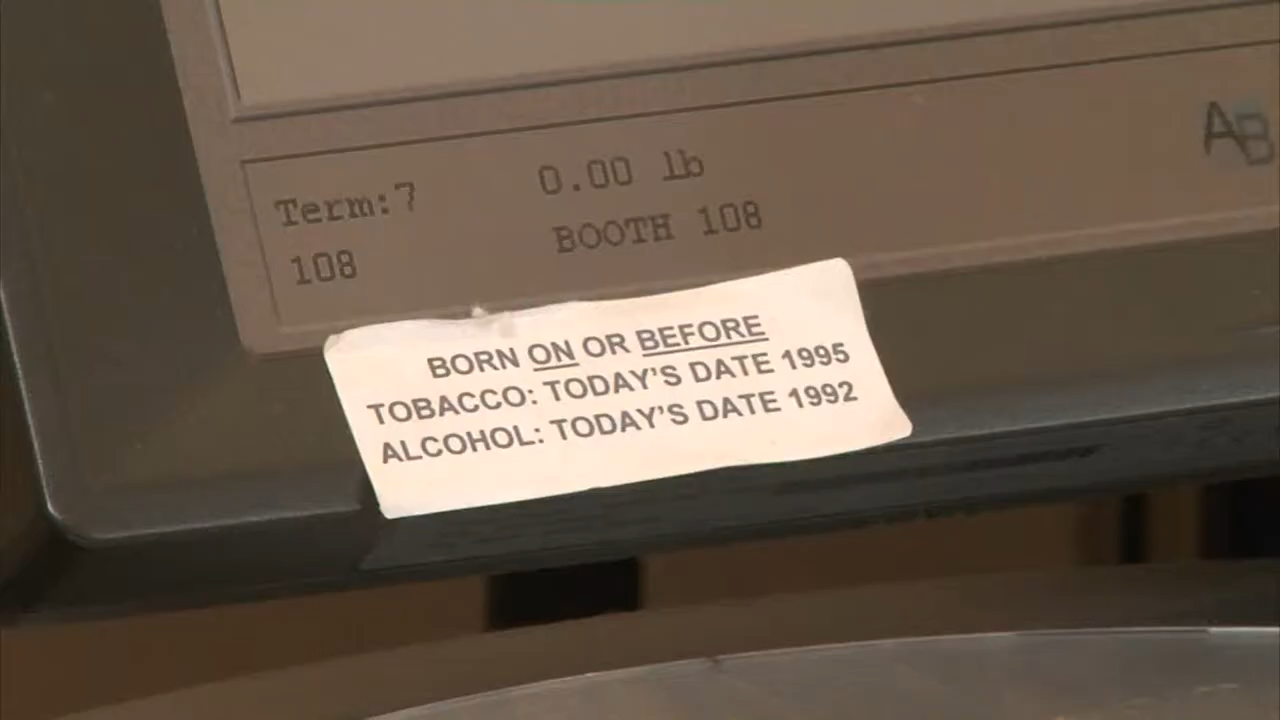 Term:7 0.00 lb
108 BOOTH 108
AB
BORN ON OR BEFORE
TOBACCO: TODAY'S DATE 1995
ALCOHOL: TODAY'S DATE 1992